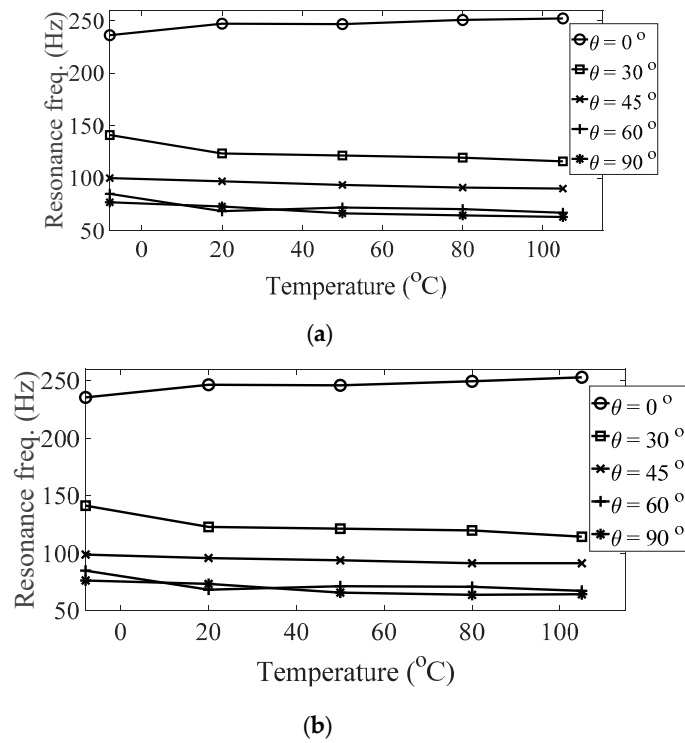 250
200
150
100
50
Resonance freq. (Hz)
θ = 0 o
θ = 30 o
θ = 45 o
θ = 60 o
θ = 90 o
0 20 40 60 80 100
Temperature (oC)
(a)
250
200
150
100
50
Resonance freq. (Hz)
θ = 0 o
θ = 30 o
θ = 45 o
θ = 60 o
θ = 90 o
0 20 40 60 80 100
Temperature (oC)
(b)